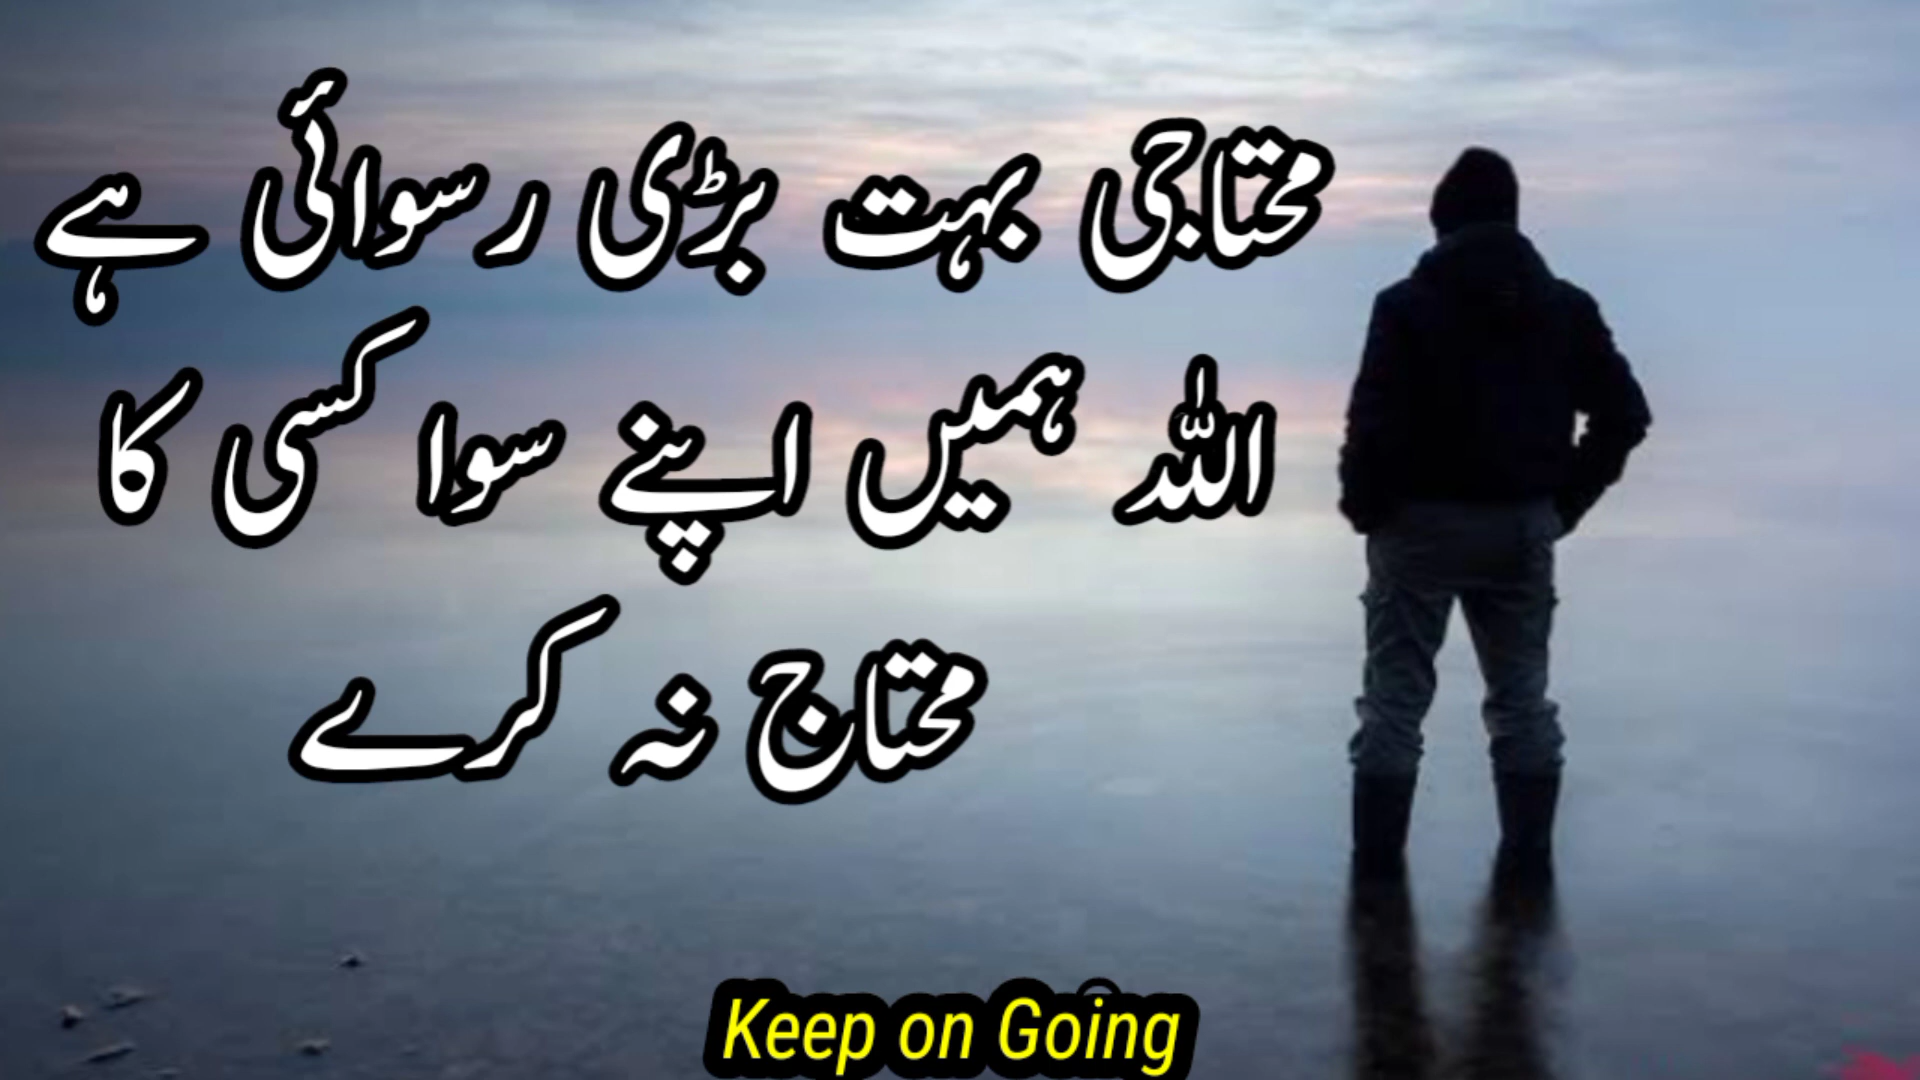 محتاجی بہت بڑی رسوائی ہے
اللہ ہمیں اپنے سوا کسی کا
محتاج نہ کرے
Keep on Going